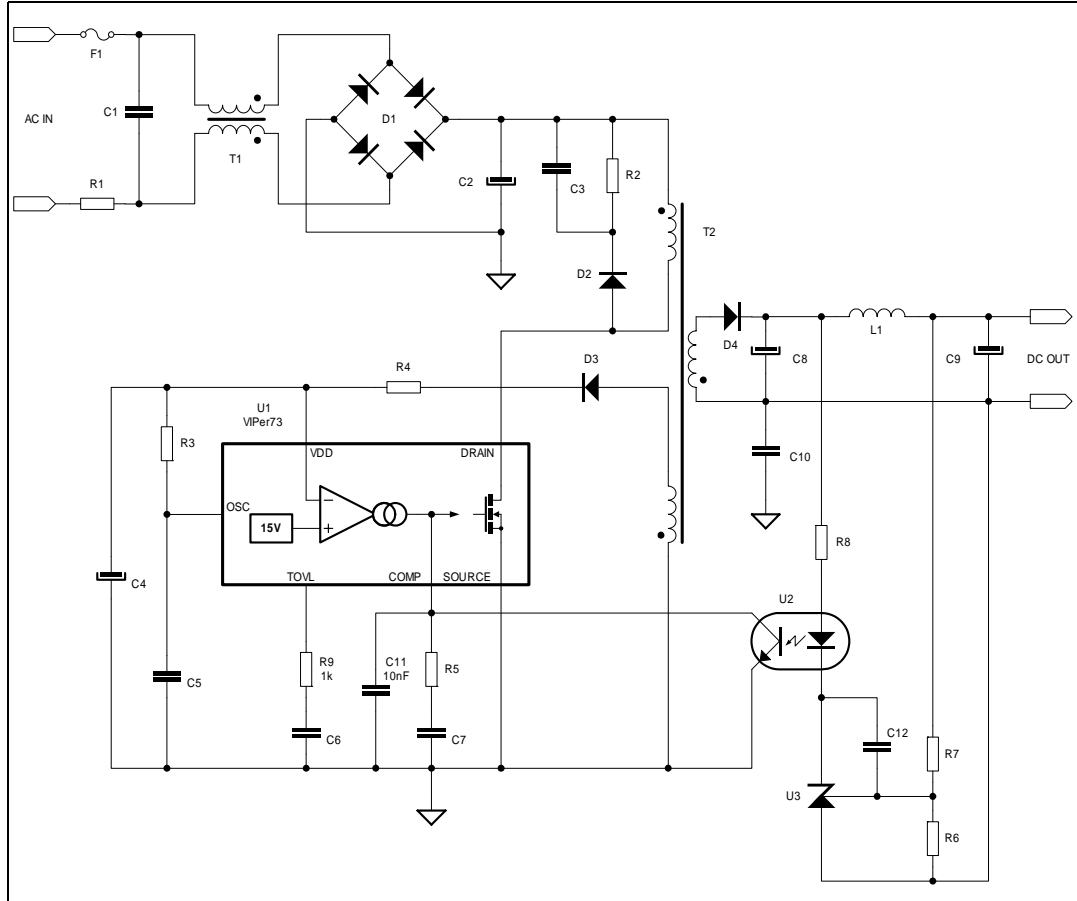 F1
C1
AC IN
T1
R1
D1
C2
C3
R2
T2
D2
D4
C8
L1
C9
DC OUT
D3
R4
U1
VIPer73
R3
VDD
DRAIN
OSC
15V
−
+
C10
R8
TOVL
COMP
SOURCE
C4
U2
R9
1k
C11
10nF
R5
C5
C6
C7
C12
R7
U3
R6